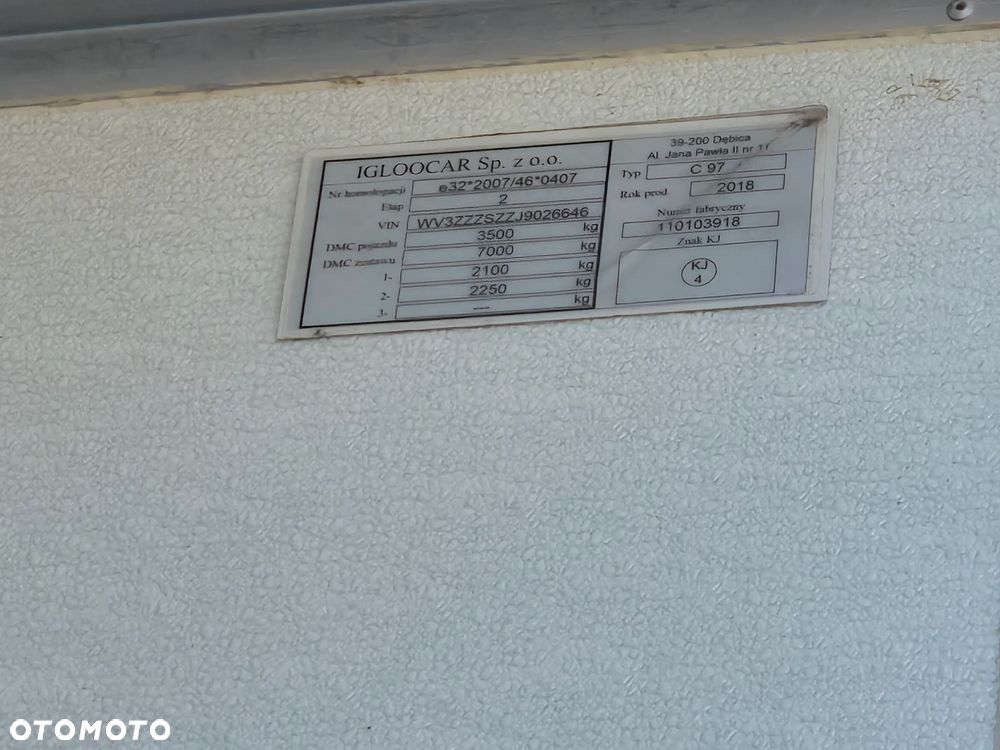 IGLOOCAR Sp. z o.o.
Nr homologacji e32*2007/46*0407
Etap 2
VIN WV3ZZZSZZJ9026646
DMC pojazdu 3500 kg
DMC zestawu 7000 kg
1- 2100 kg
2- 2250 kg
3- --- kg
39-200 Dębica
Al. Jana Pawła II nr 11
Typ C 97
Rok prod. 2018
Numer fabryczny
110103918
Znak KJ
KJ
4
OTOMOTO